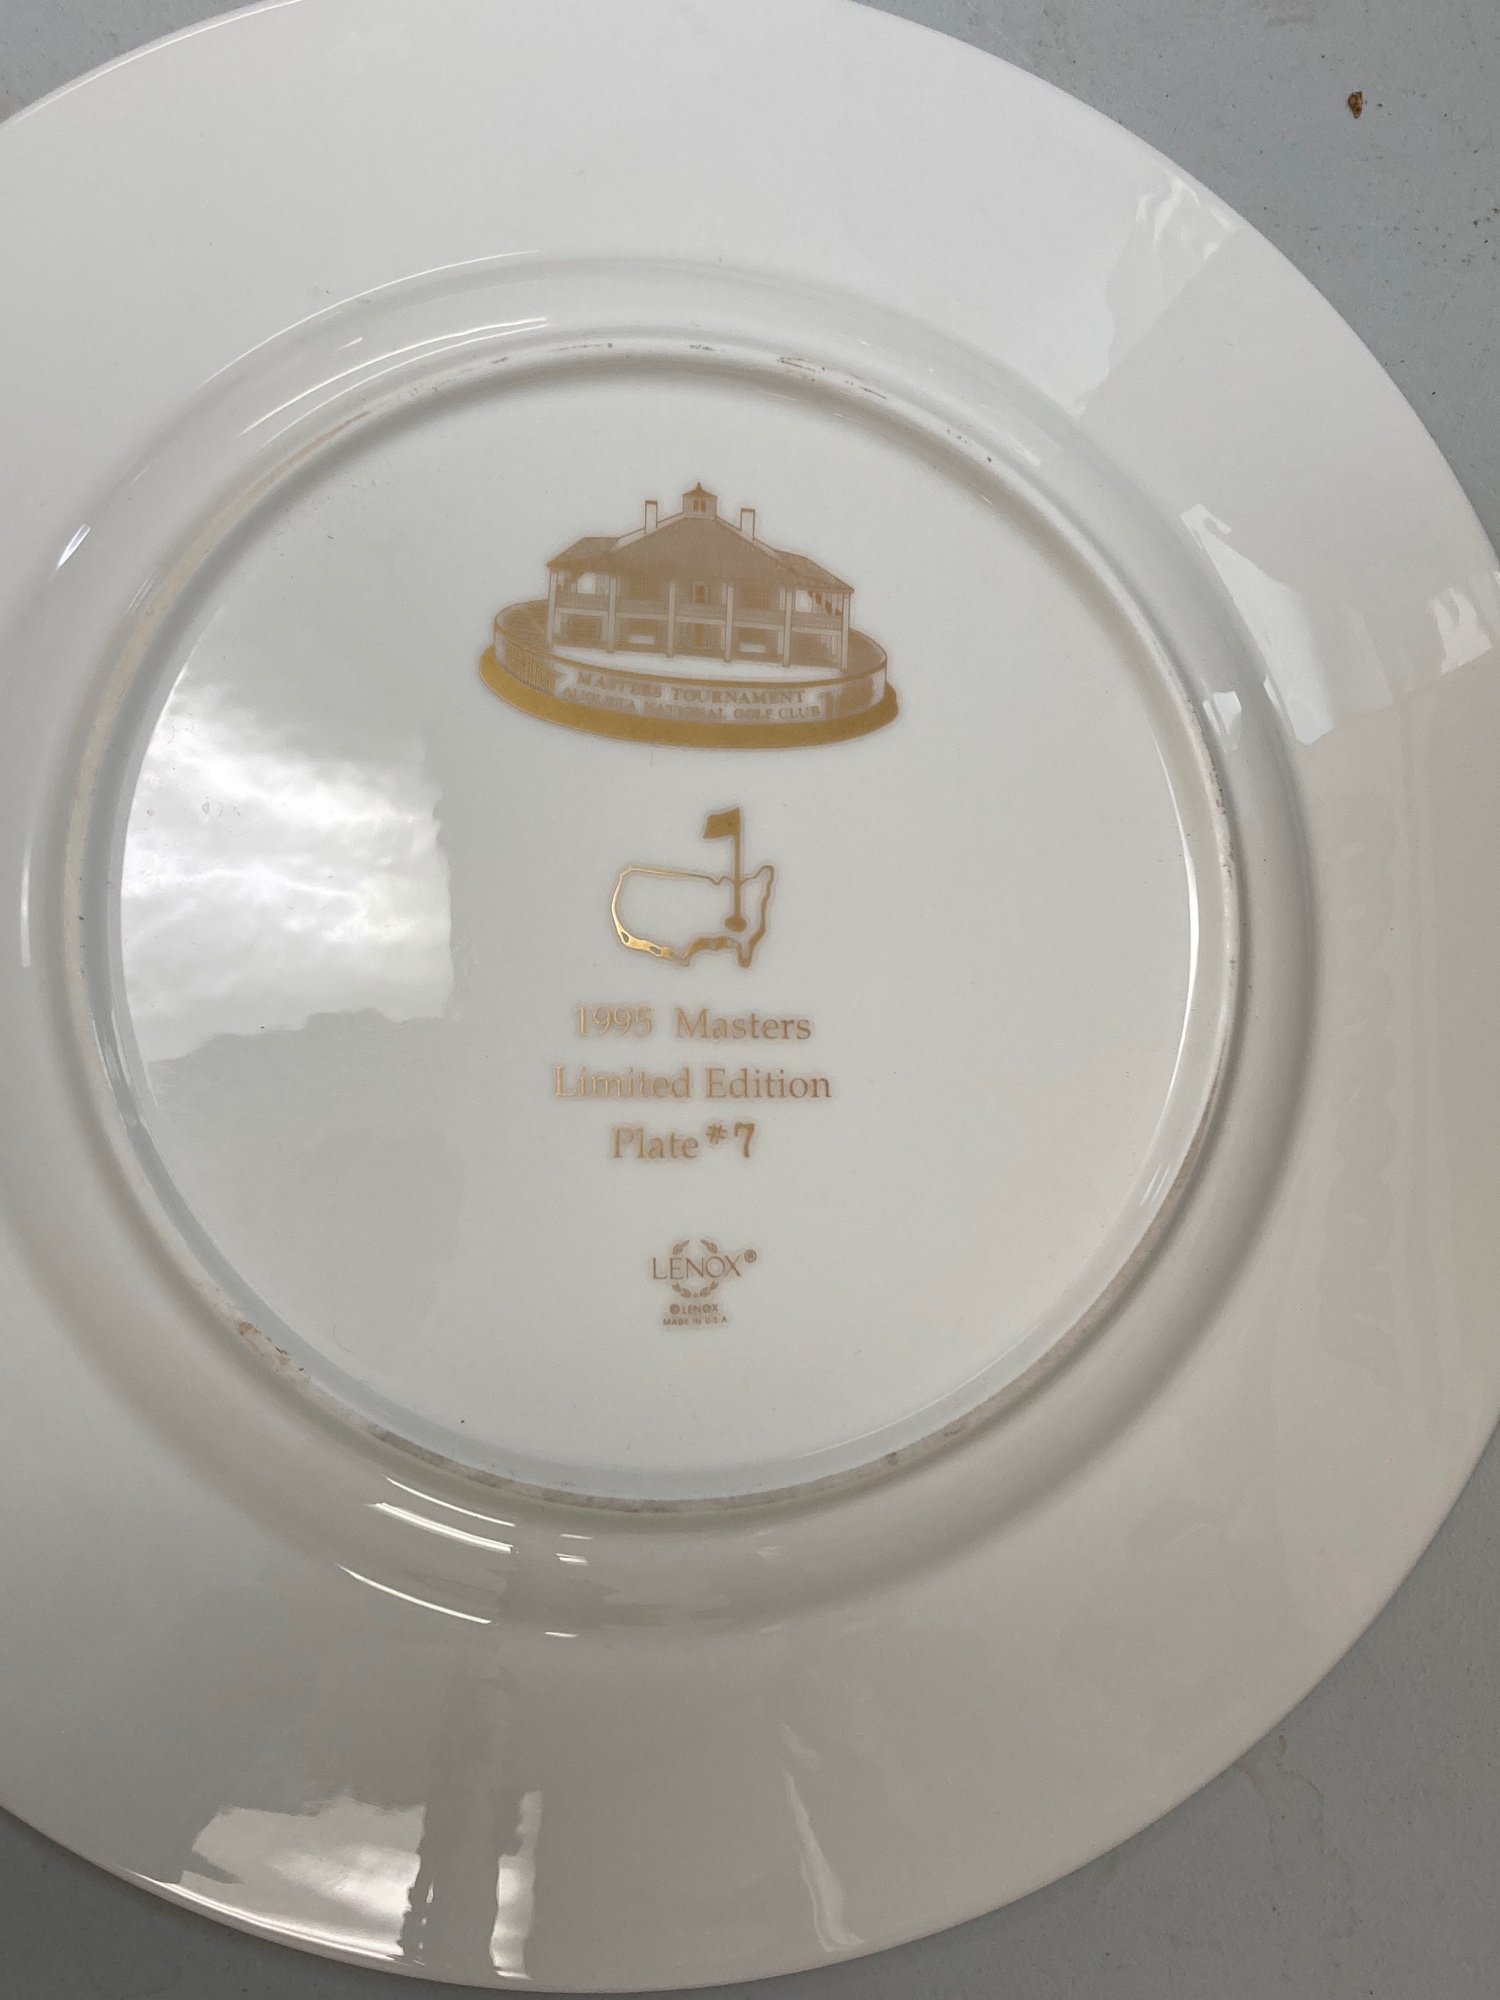 MASTERS TOURNAMENT
AUGUSTA NATIONAL GOLF CLUB
1995 Masters
Limited Edition
Plate #7
LENOX®
© LENOX
MADE IN U.S.A